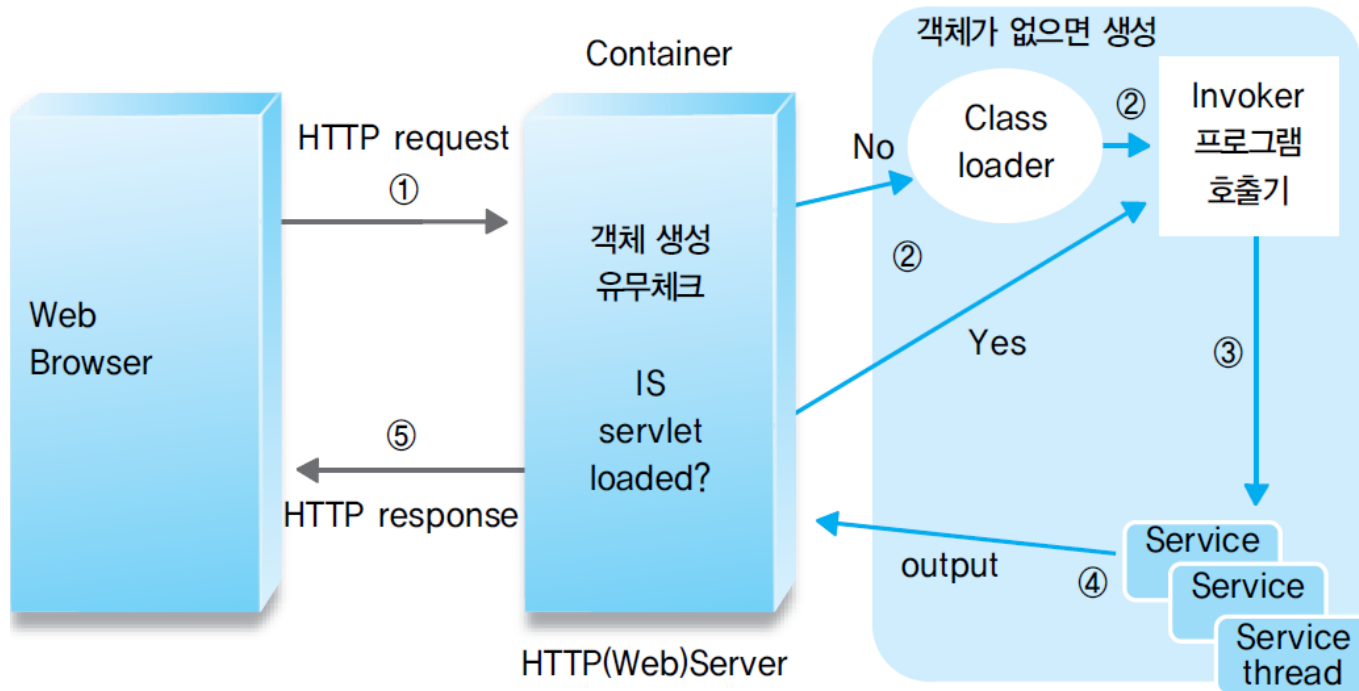 객체가 없으면 생성
Container
HTTP request
①
No
Class
loader
②
Invoker
프로그램
호출기
객체 생성
유무체크
②
Web
Browser
Yes
③
IS
servlet
loaded?
⑤
HTTP response
output
④
Service
Service
Service
thread
HTTP(Web)Server